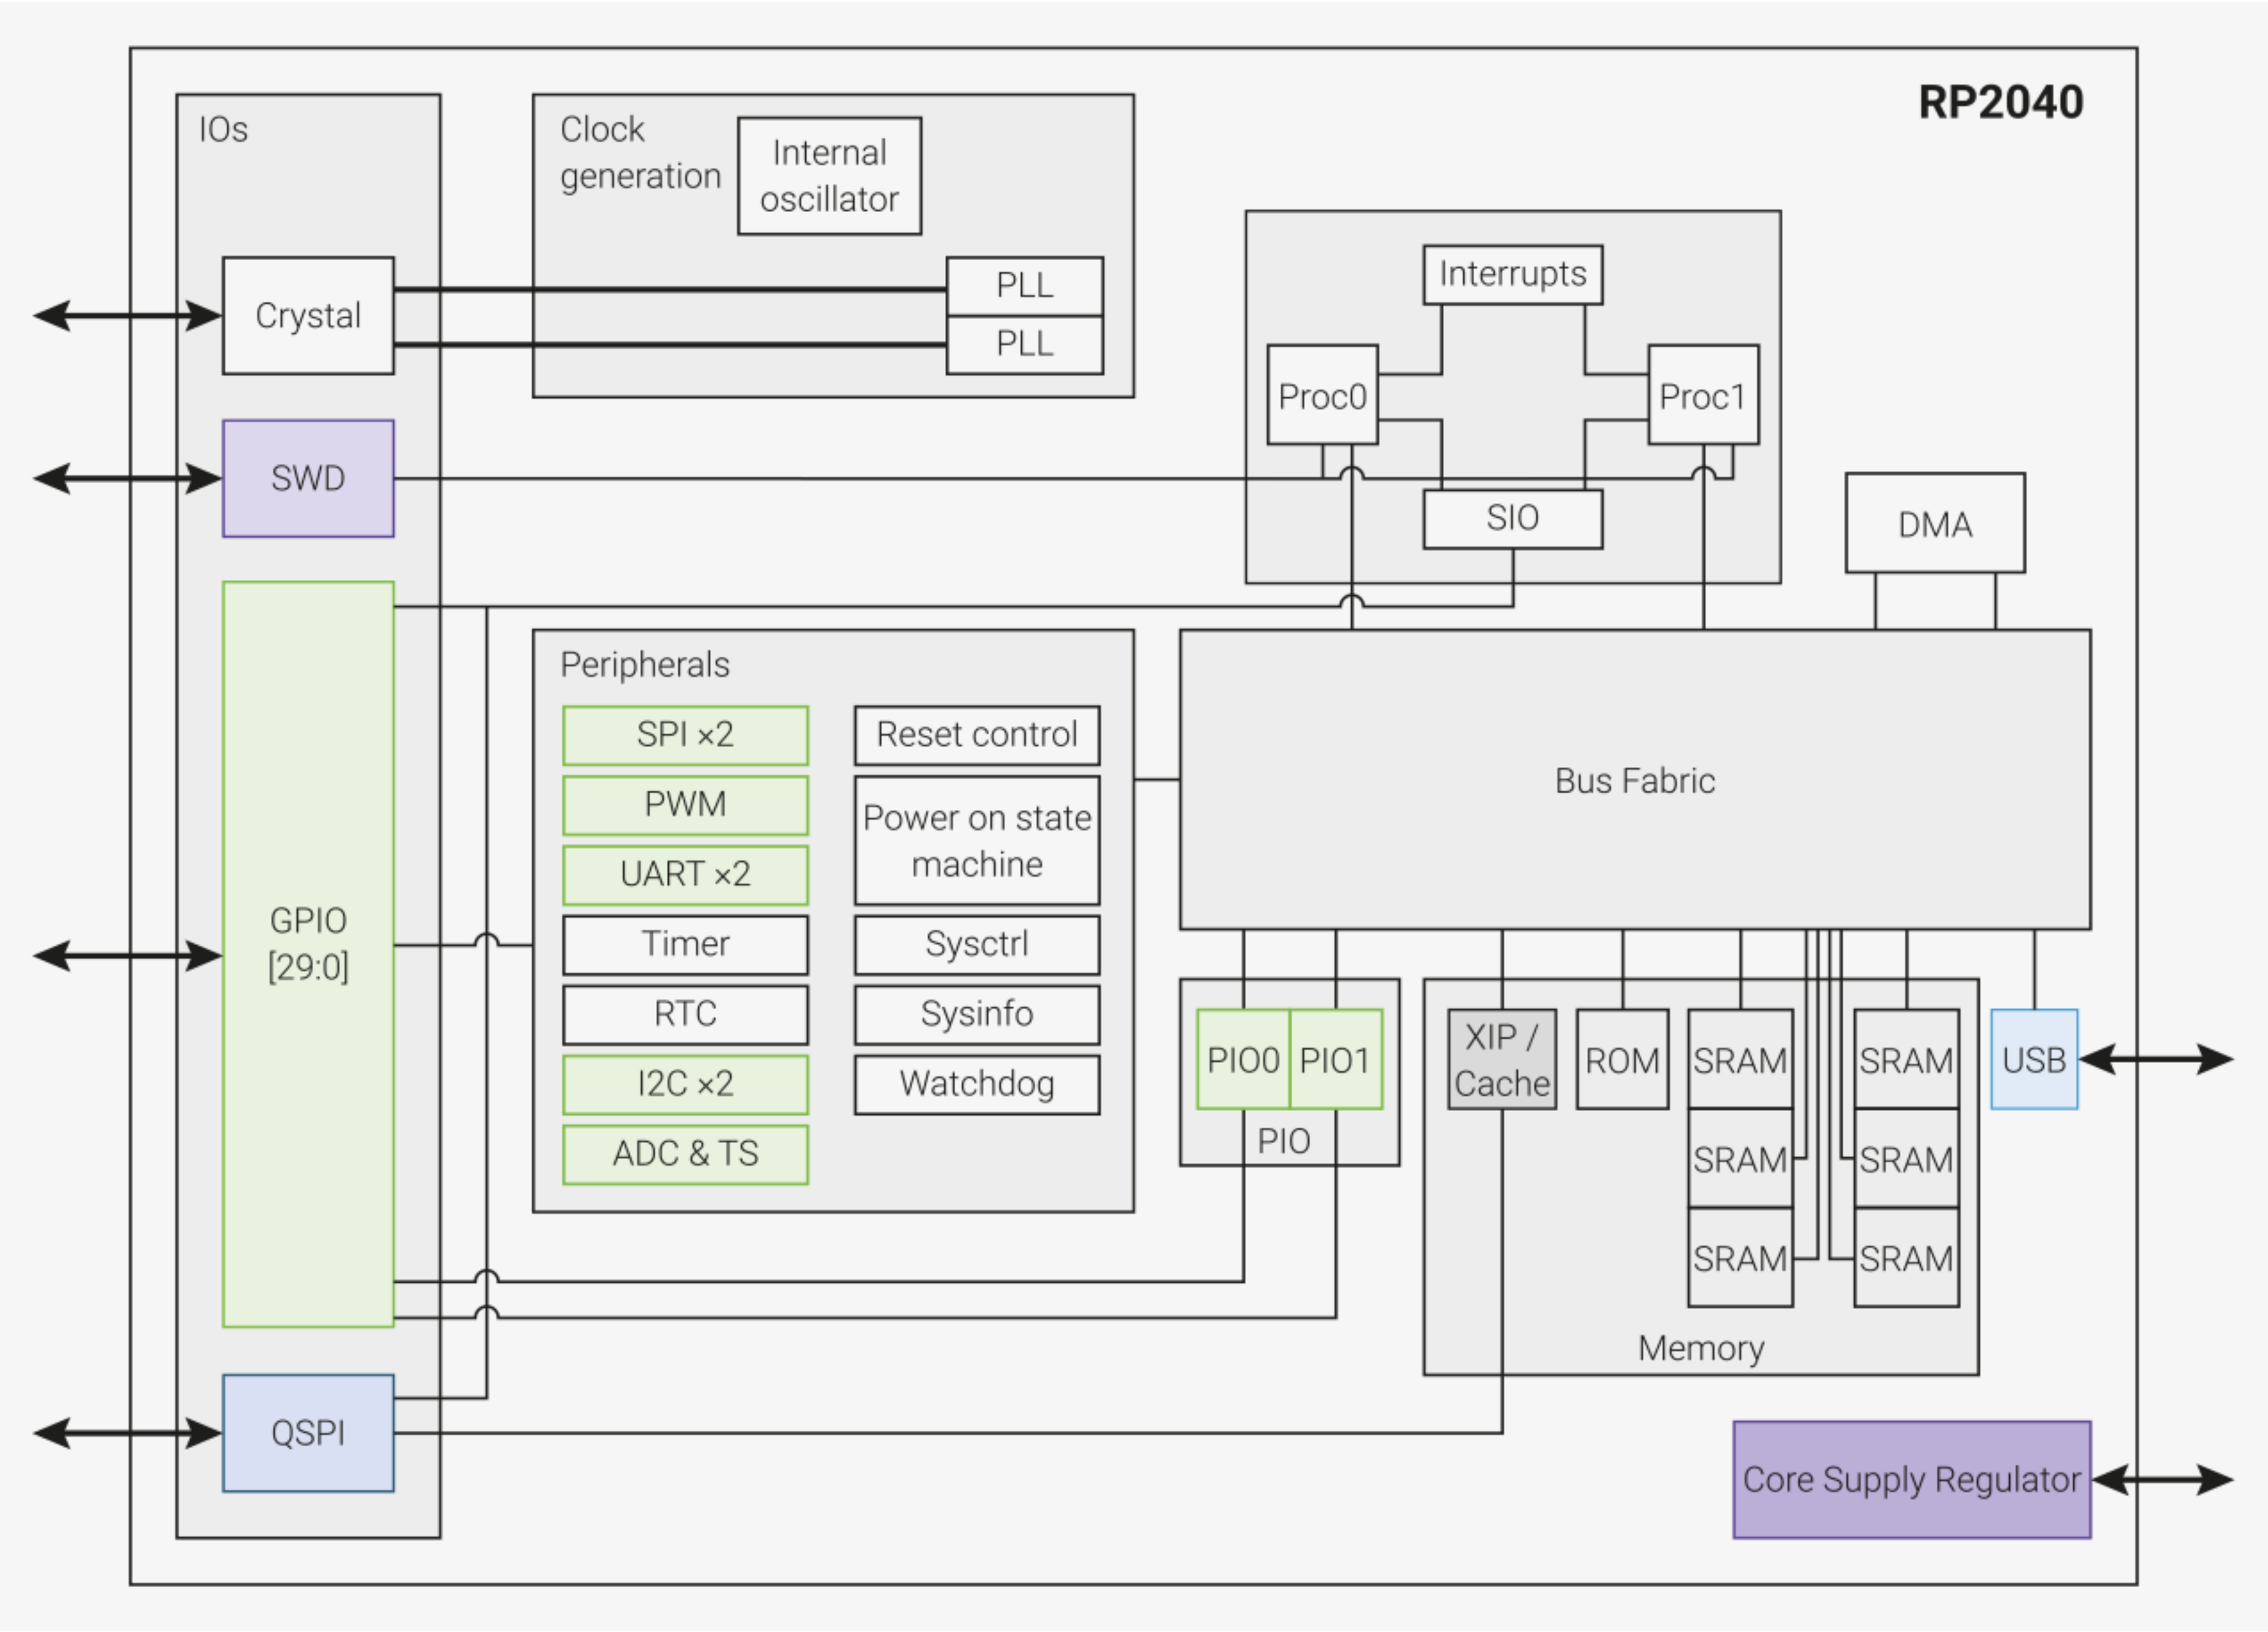 RP2040
IOs
Crystal
SWD
GPIO
[29:0]
QSPI
Clock
generation
Internal
oscillator
PLL
PLL
Interrupts
Proc0
Proc1
SIO
DMA
Peripherals
SPI ×2
PWM
UART ×2
Timer
RTC
I2C ×2
ADC & TS
Reset control
Power on state
machine
Sysctrl
Sysinfo
Watchdog
Bus Fabric
PIO0
PIO1
PIO
XIP /
Cache
ROM
SRAM
SRAM
SRAM
SRAM
SRAM
SRAM
Memory
USB
Core Supply Regulator